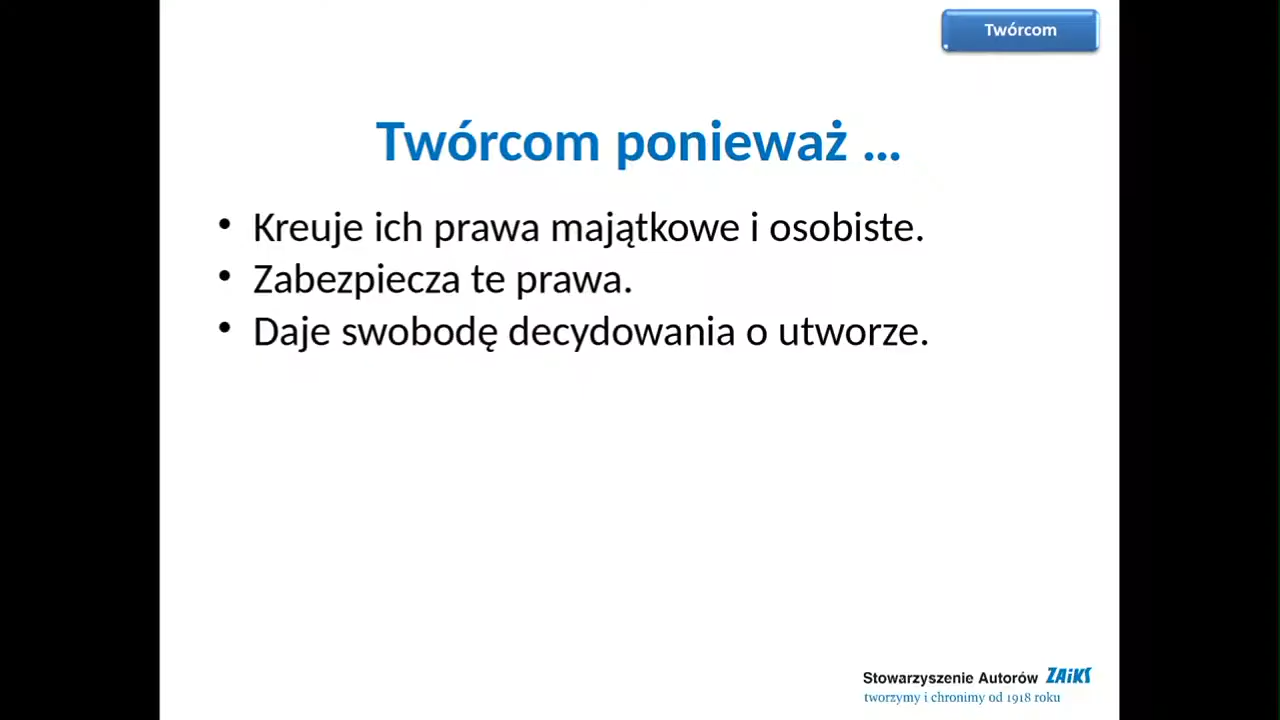 Twórcom
Twórcom ponieważ ...
• Kreuje ich prawa majątkowe i osobiste.
• Zabezpiecza te prawa.
• Daje swobodę decydowania o utworze.
Stowarzyszenie Autorów ZAiKS
tworzymy i chronimy od 1918 roku